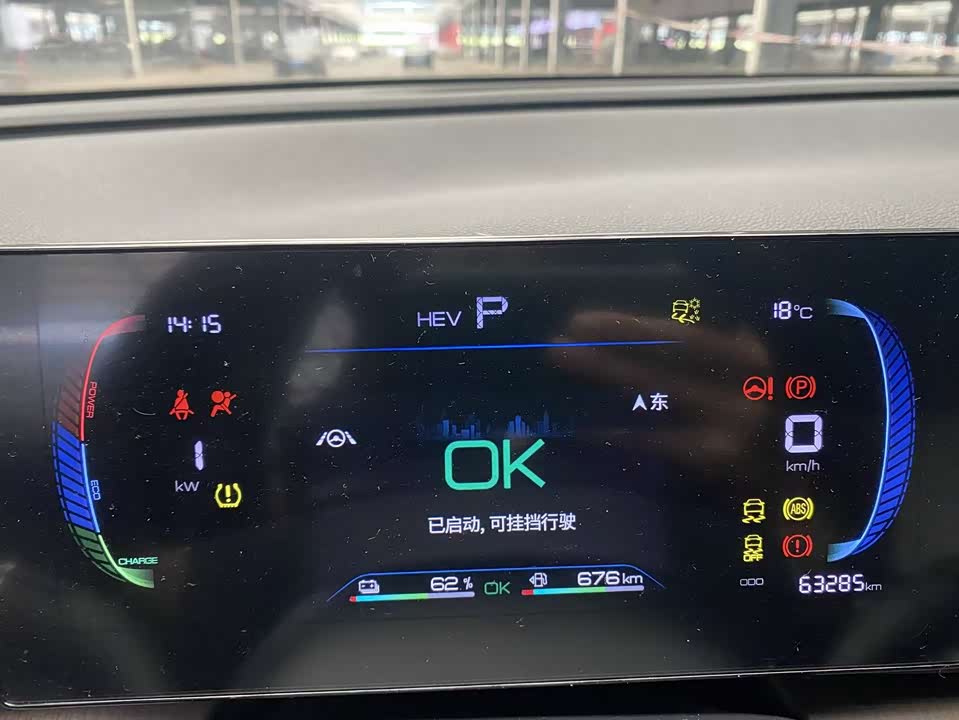 HEV P
14:15
18°C
POWER
P
东
1
kW
0
km/h
OK
ECO
已启动, 可挂挡行驶
ABS
OFF
CHARGE
62 %
OK
676 km
63285 km